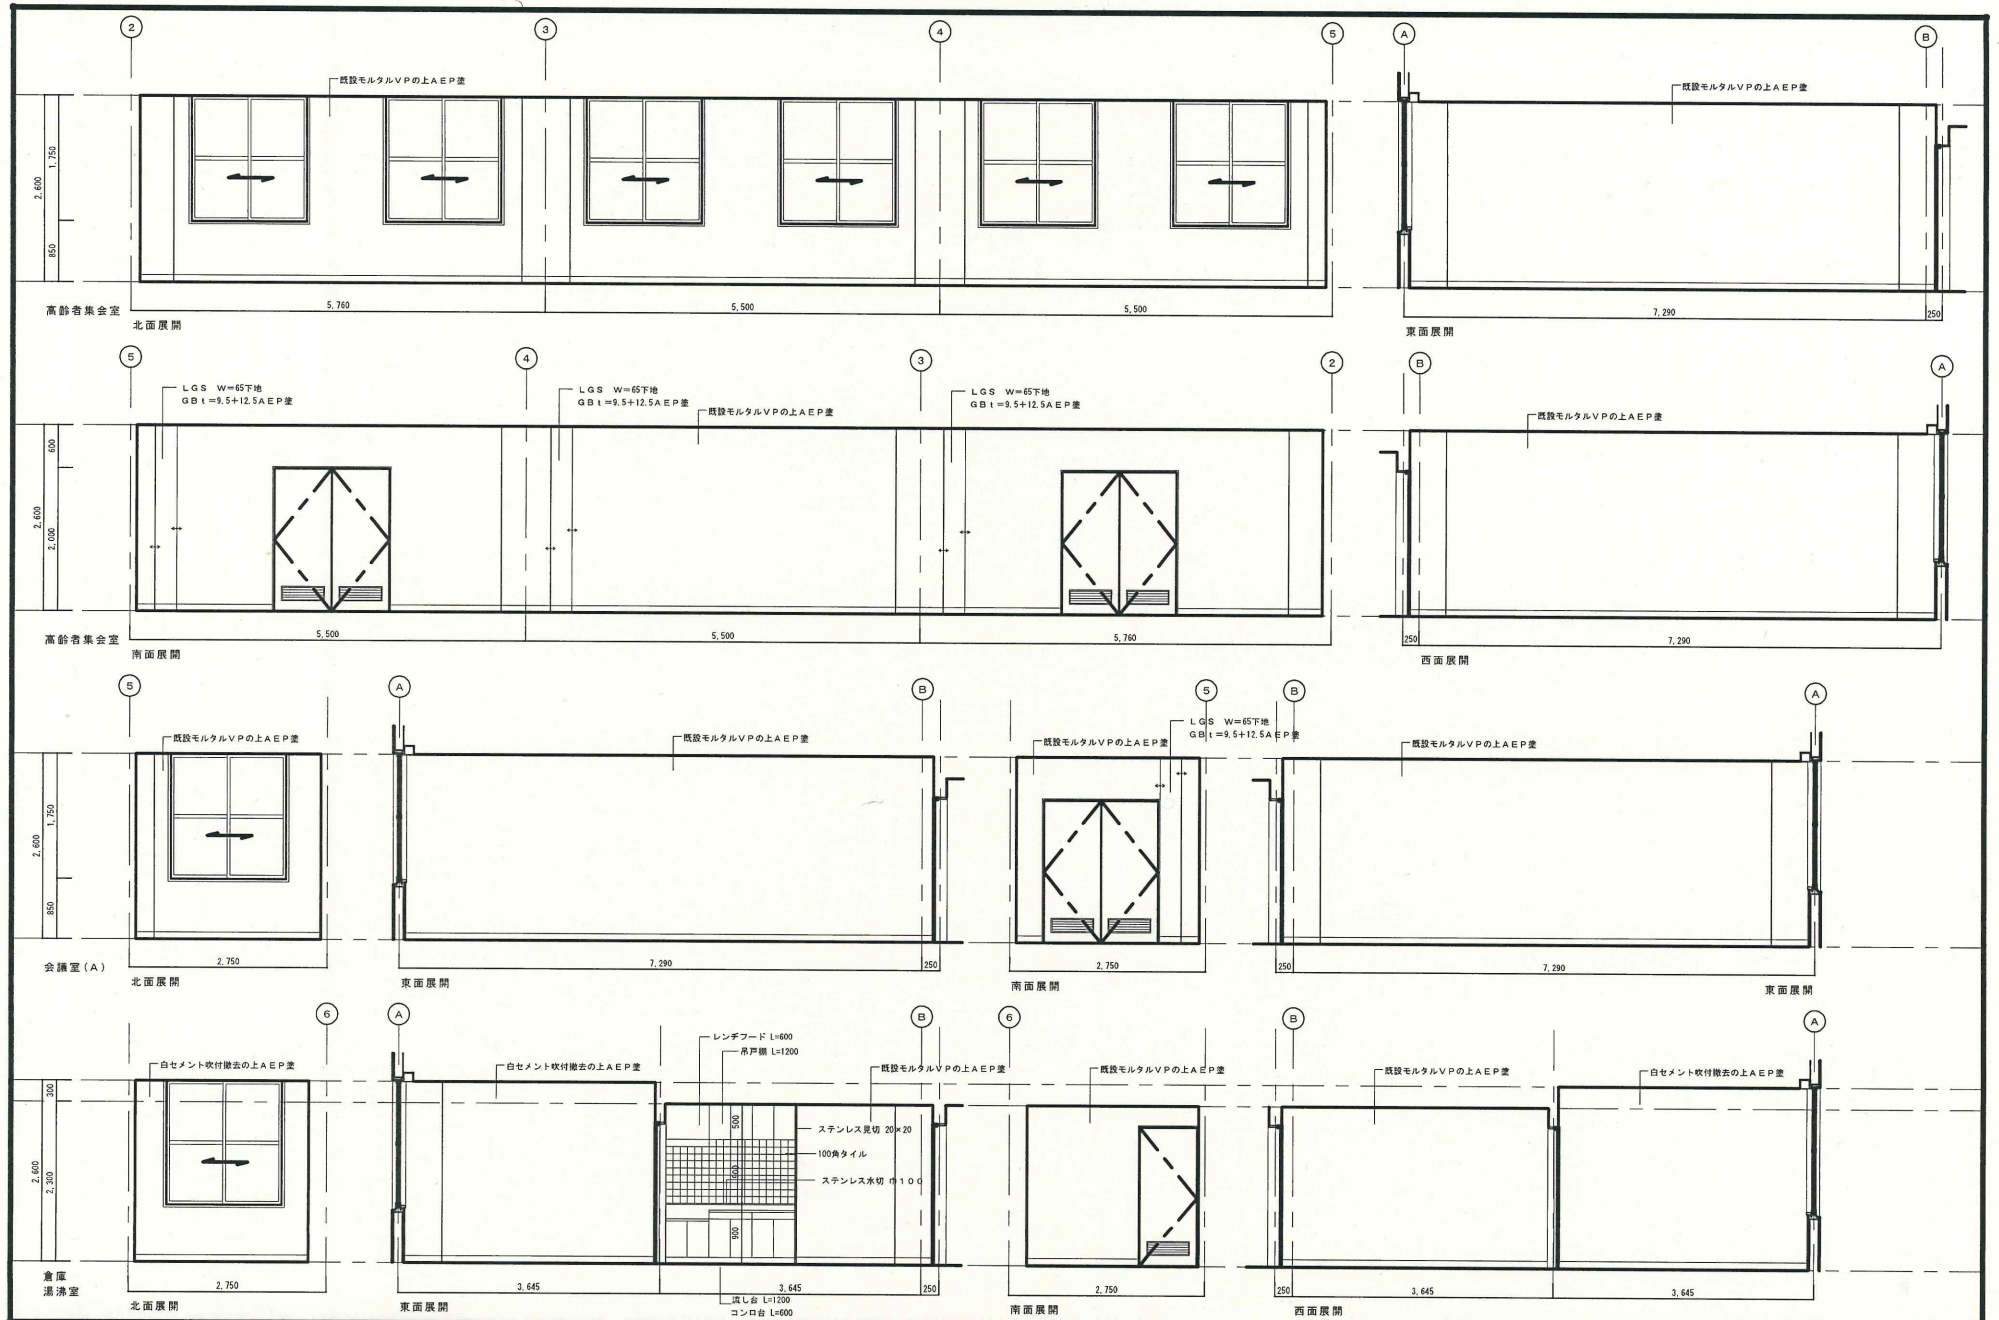 2
3
4
5
A
B
既設モルタルVPの上AEP塗
既設モルタルVPの上AEP塗
2,600
1,750
850
5,760
5,500
5,500
7,290
250
高齢者集会室
北面展開
東面展開
5
4
3
2
B
A
LGS W=65下地
GBt=9.5+12.5AEP塗
LGS W=65下地
GBt=9.5+12.5AEP塗
既設モルタルVPの上AEP塗
LGS W=65下地
GBt=9.5+12.5AEP塗
既設モルタルVPの上AEP塗
2,600
600
2,000
5,500
5,500
5,760
250
7,290
高齢者集会室
南面展開
西面展開
5
A
B
5
B
A
既設モルタルVPの上AEP塗
既設モルタルVPの上AEP塗
既設モルタルVPの上AEP塗
LGS W=65下地
GBt=9.5+12.5AEP塗
既設モルタルVPの上AEP塗
2,600
1,750
850
2,750
7,290
250
2,750
250
7,290
会議室(A)
北面展開
東面展開
南面展開
東面展開
6
A
B
6
B
A
白セメント吹付撤去の上AEP塗
白セメント吹付撤去の上AEP塗
レンヂフード L=600
吊戸棚 L=1200
既設モルタルVPの上AEP塗
既設モルタルVPの上AEP塗
既設モルタルVPの上AEP塗
白セメント吹付撤去の上AEP塗
ステンレス見切 20×20
100角タイル
ステンレス水切 m100
500
900
900
2,600
300
2,300
2,750
3,645
3,645
250
2,750
250
3,645
3,645
流し台 L=1200
コンロ台 L=600
倉庫
湯沸室
北面展開
東面展開
南面展開
西面展開